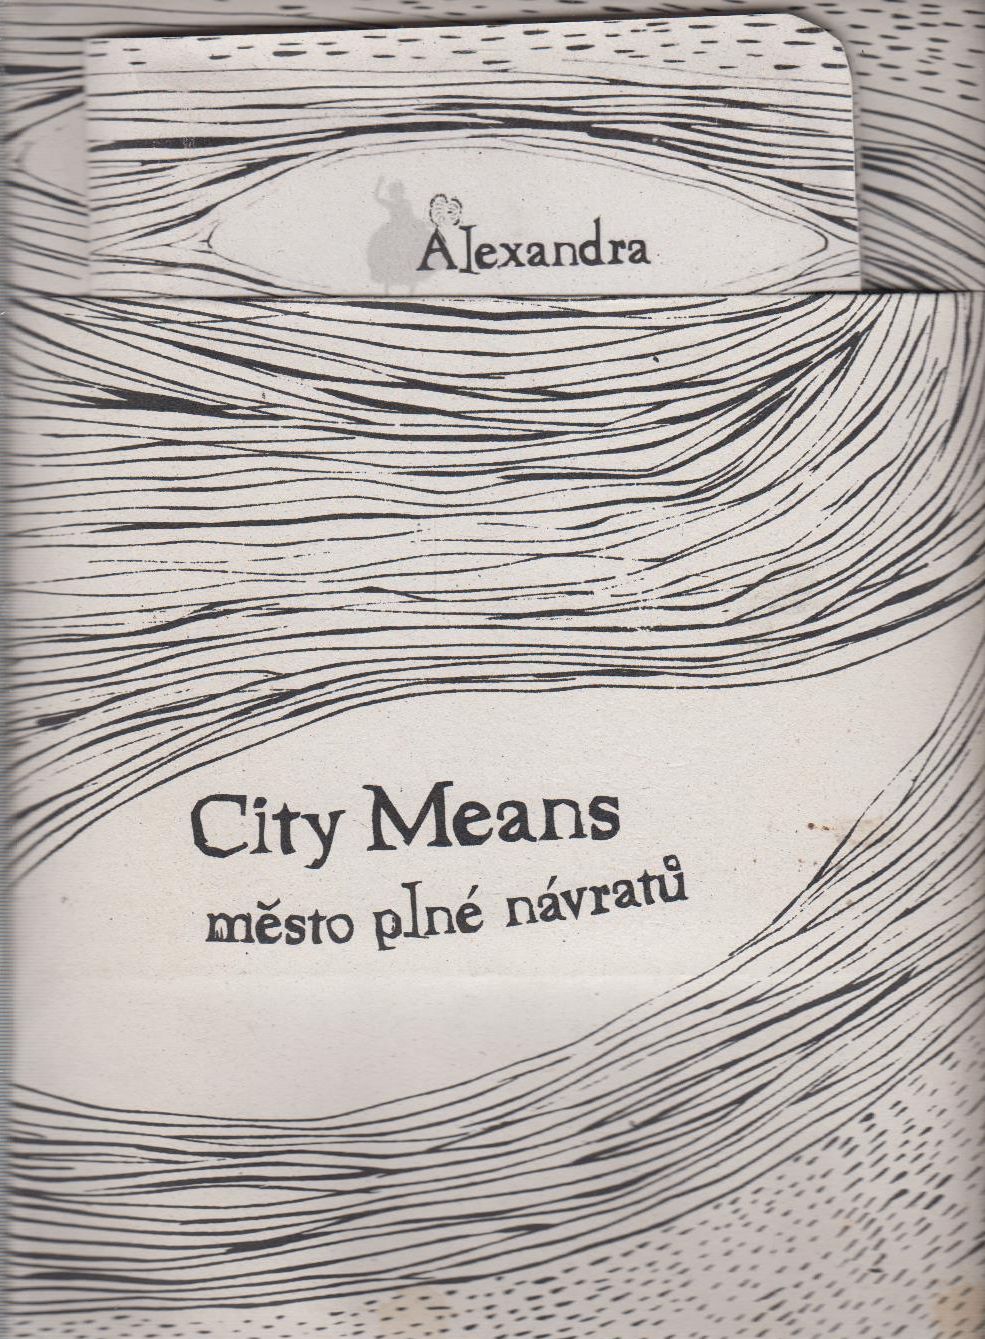 Alexandra
City Means
město plné návratů